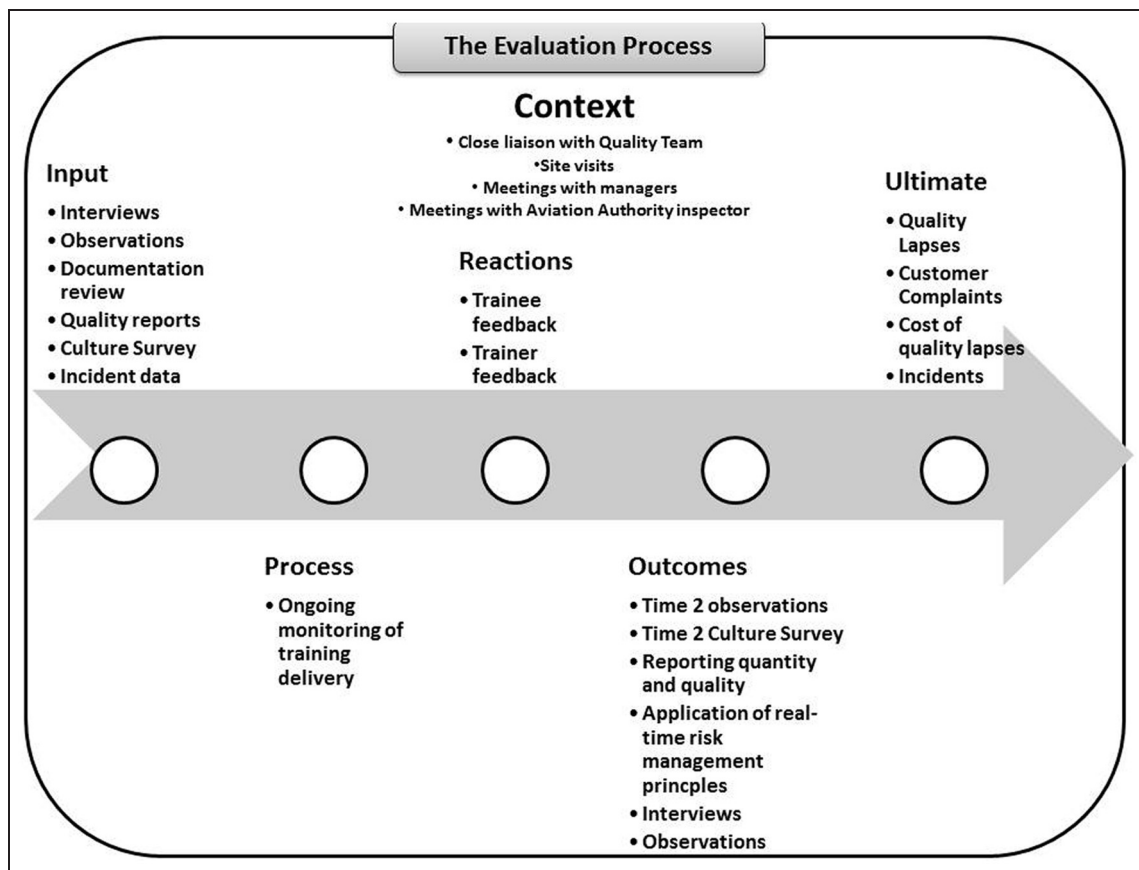 The Evaluation Process
Context
• Close liaison with Quality Team
•Site visits
• Meetings with managers
• Meetings with Aviation Authority inspector
Input
• Interviews
• Observations
• Documentation
review
• Quality reports
• Culture Survey
• Incident data
Process
• Ongoing
monitoring of
training
delivery
Reactions
• Trainee
feedback
• Trainer
feedback
Outcomes
• Time 2 observations
• Time 2 Culture Survey
• Reporting quantity
and quality
• Application of real-
time risk
management
princples
• Interviews
• Observations
Ultimate
• Quality
Lapses
• Customer
Complaints
• Cost of
quality lapses
• Incidents